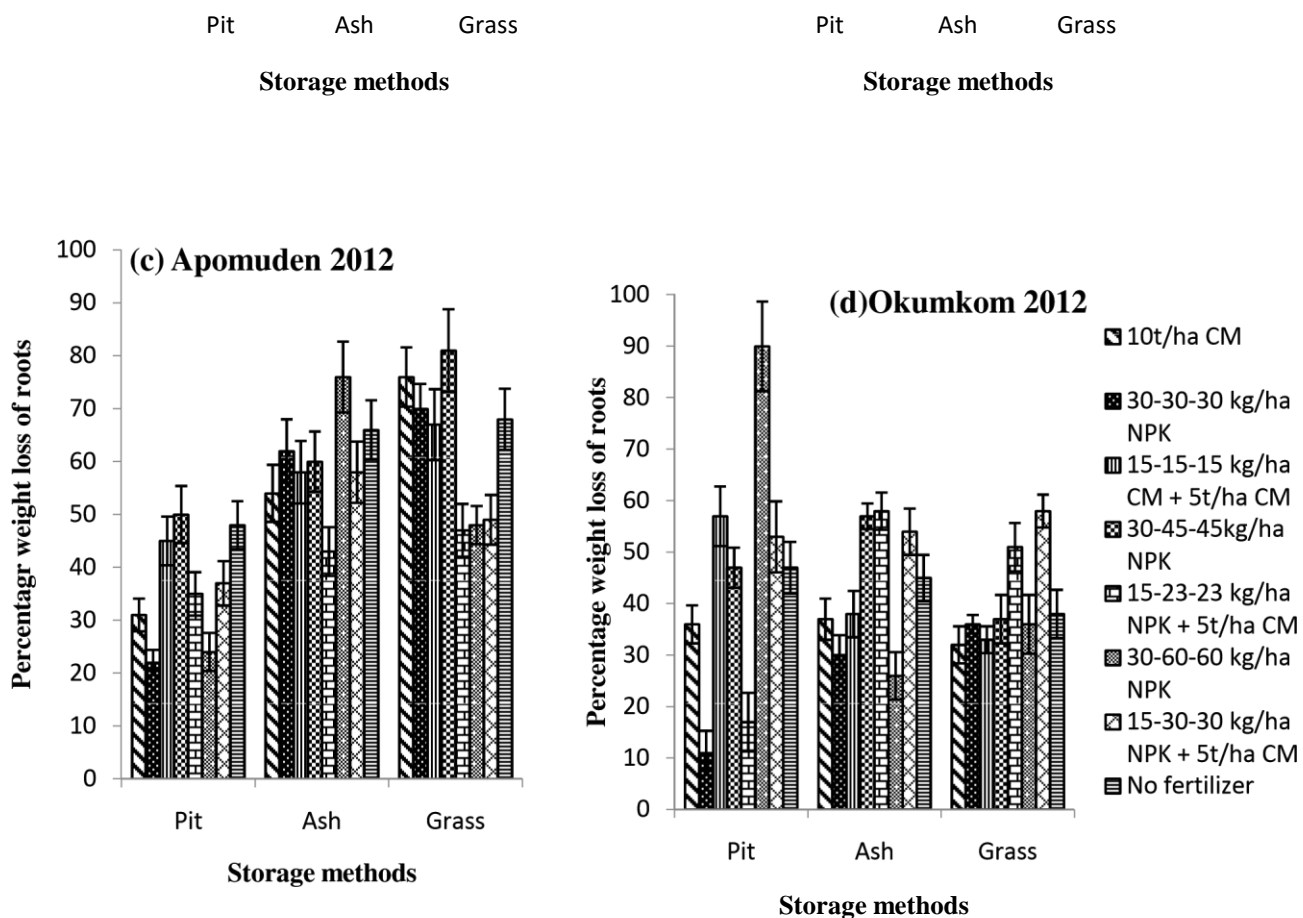 Pit Ash Grass
Storage methods
Pit Ash Grass
Storage methods
(c) Apomuden 2012
Percentagr weight loss of roots
100
90
80
70
60
50
40
30
20
10
0
Pit Ash Grass
Storage methods
(d)Okumkom 2012
Percentage weight loss of roots
100
90
80
70
60
50
40
30
20
10
0
Pit Ash Grass
Storage methods
10t/ha CM
30-30-30 kg/ha
NPK
15-15-15 kg/ha
CM + 5t/ha CM
30-45-45kg/ha
NPK
15-23-23 kg/ha
NPK + 5t/ha CM
30-60-60 kg/ha
NPK
15-30-30 kg/ha
NPK + 5t/ha CM
No fertilizer